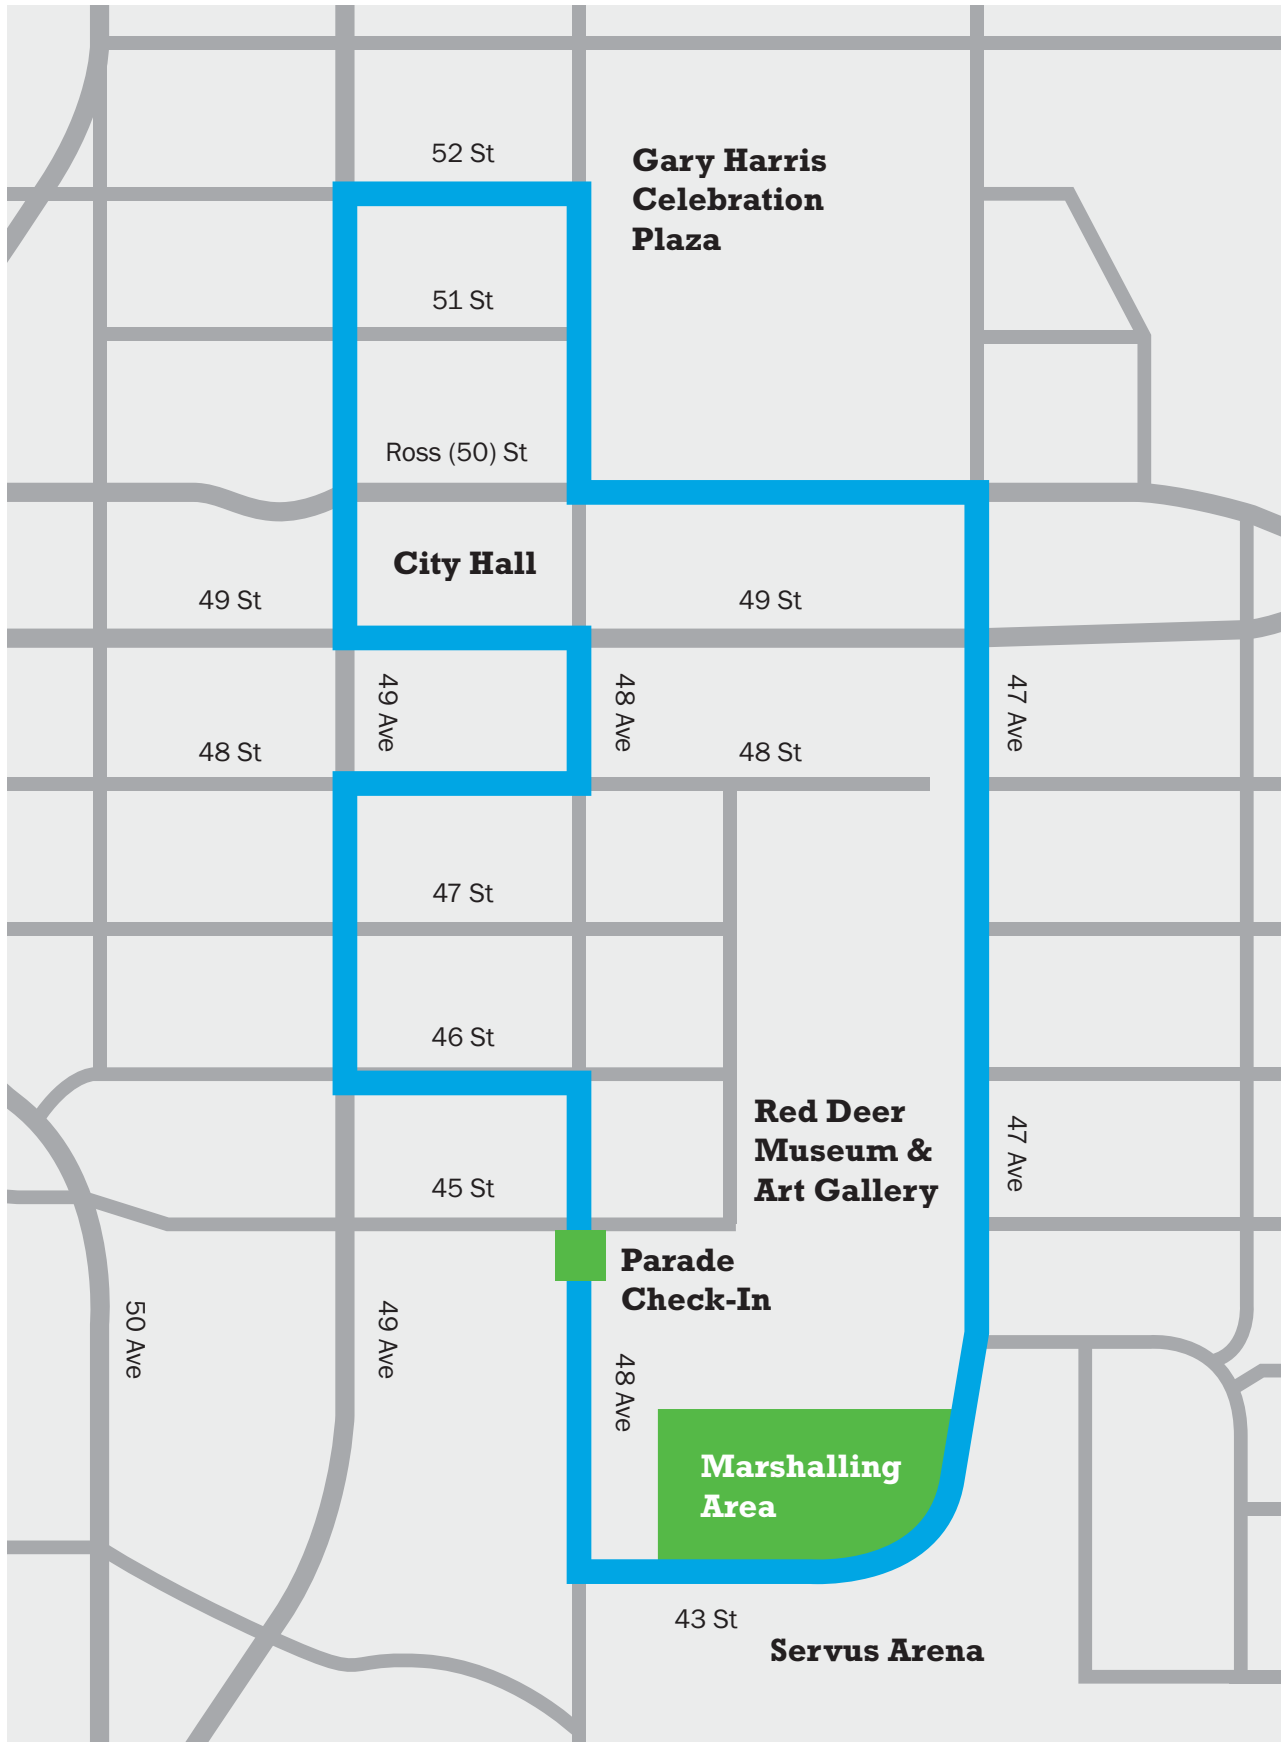 52 St
Gary Harris
Celebration
Plaza
51 St
Ross (50) St
City Hall
49 St
49 St
49 Ave
48 Ave
47 Ave
48 St
48 St
47 St
46 St
Red Deer
Museum &
Art Gallery
47 Ave
45 St
Parade
Check-In
50 Ave
49 Ave
48 Ave
Marshalling
Area
43 St
Servus Arena